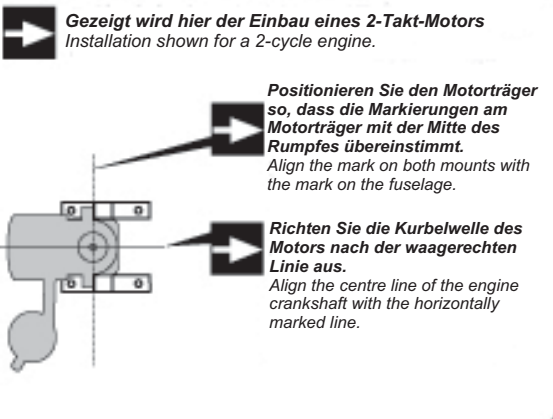 Gezeigt wird hier der Einbau eines 2-Takt-Motors
Installation shown for a 2-cycle engine.
Positionieren Sie den Motorträger
so, dass die Markierungen am
Motorträger mit der Mitte des
Rumpfes übereinstimmt.
Align the mark on both mounts with
the mark on the fuselage.
Richten Sie die Kurbelwelle des
Motors nach der waagerechten
Linie aus.
Align the centre line of the engine
crankshaft with the horizontally
marked line.